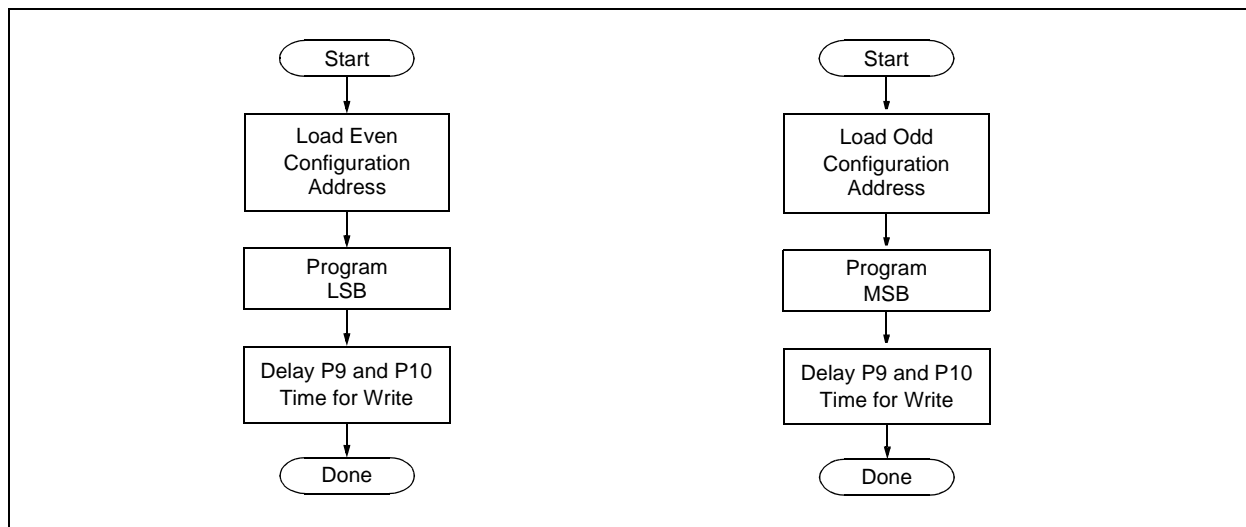 Start
Load Even
Configuration
Address
Program
LSB
Delay P9 and P10
Time for Write
Done
Start
Load Odd
Configuration
Address
Program
MSB
Delay P9 and P10
Time for Write
Done